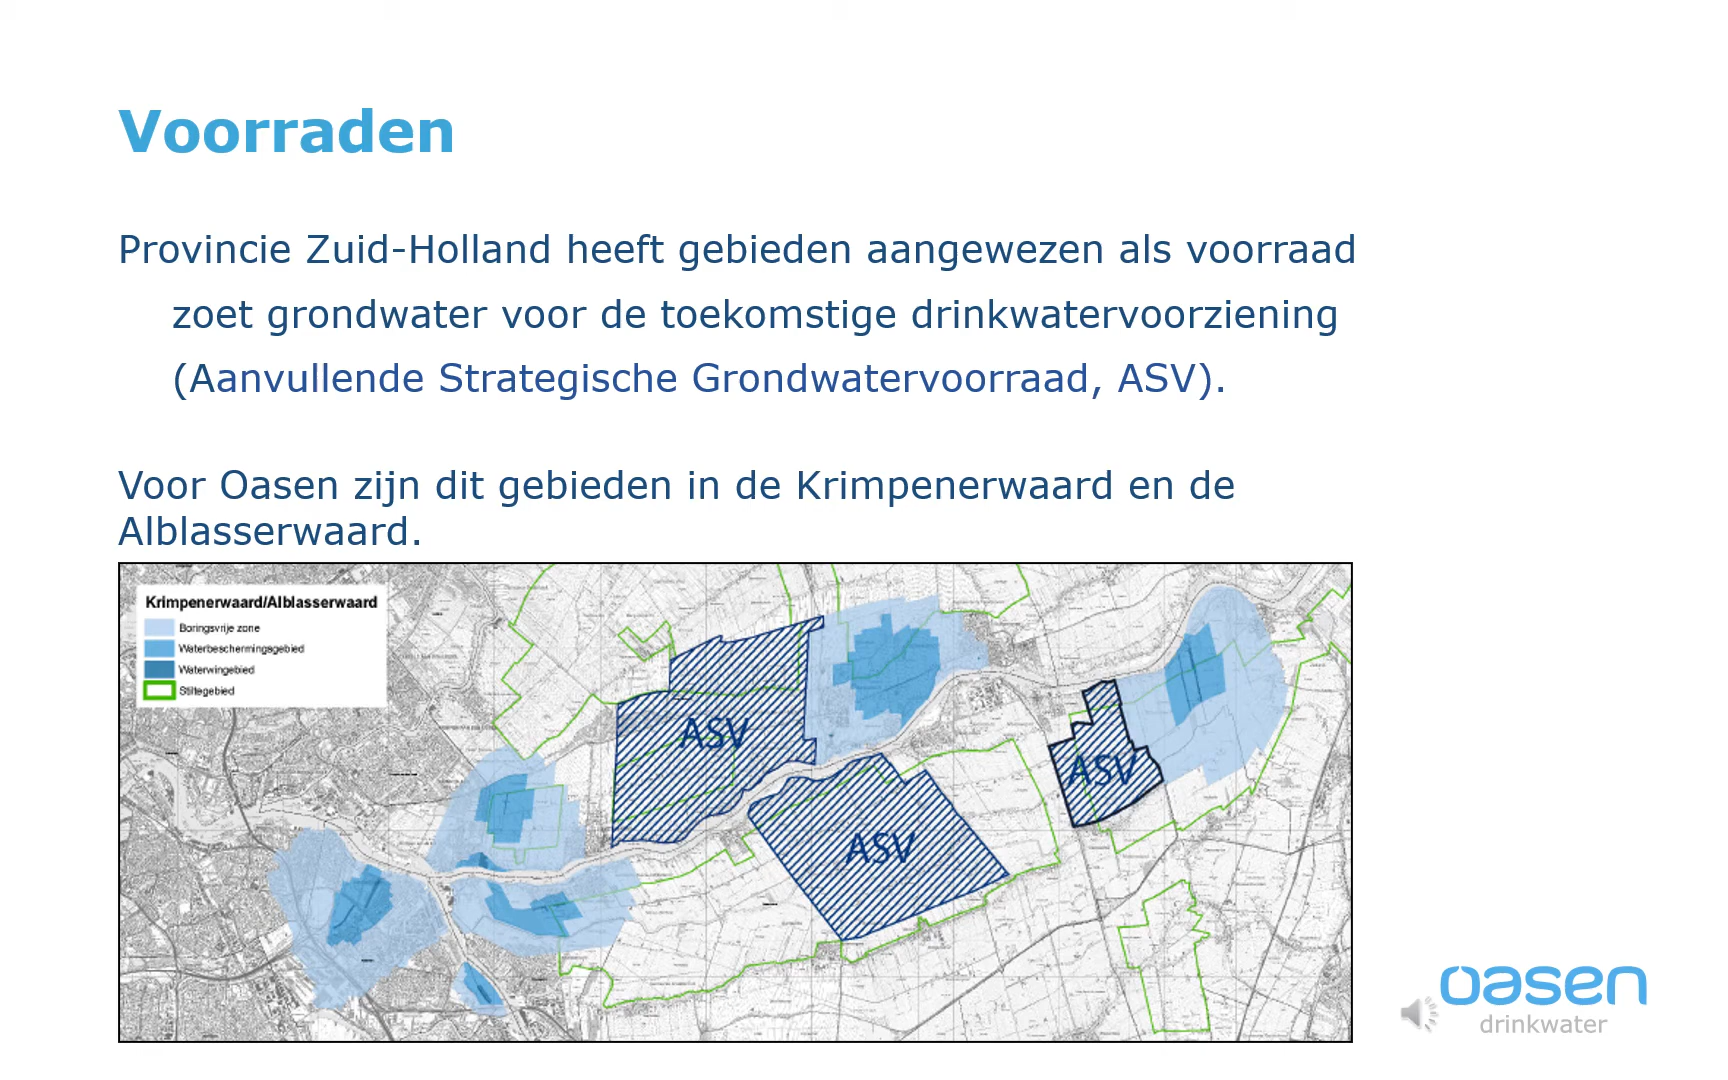 Voorraden
Provincie Zuid-Holland heeft gebieden aangewezen als voorraad
zoet grondwater voor de toekomstige drinkwatervoorziening
(Aanvullende Strategische Grondwatervoorraad, ASV).
Voor Oasen zijn dit gebieden in de Krimpenerwaard en de
Alblasserwaard.
Krimpenerwaard/Alblasserwaard
Boringsvrije zone
Waterbeschermingsgebied
Waterwingebied
Stiltegebied
ASV
ASV
ASV
oasen
drinkwater